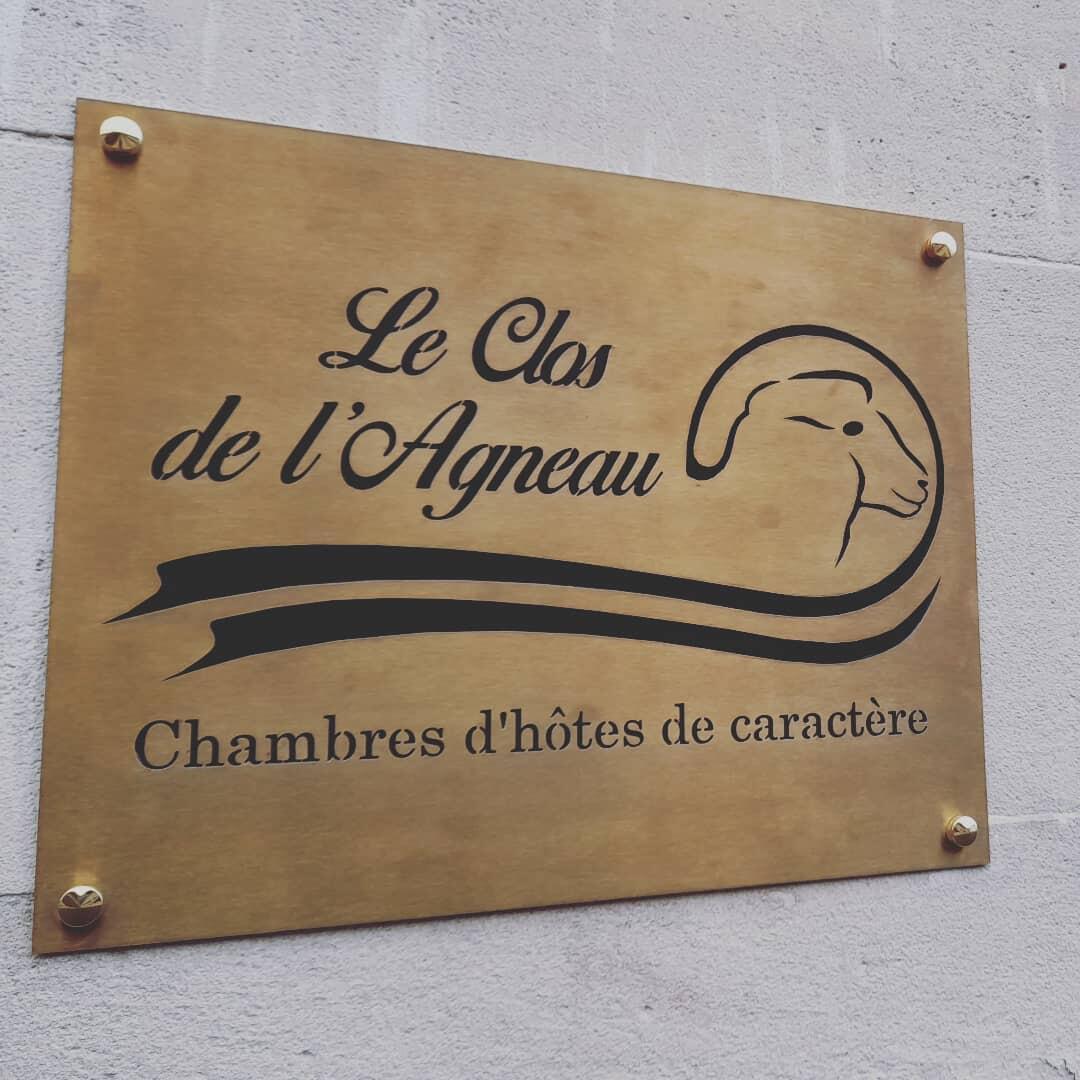 Le Clos
de l'Agneau
Chambres d'hôtes de caractère